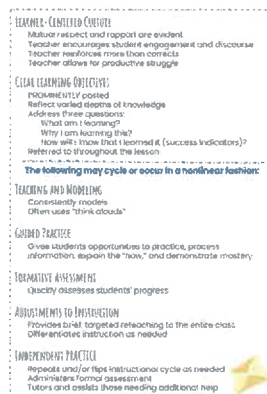 LEARNER-CENTERED CULTURE
Mutual respect and rapport are evident
Teacher encourages student engagement and discourse
Teacher reinforces more than corrects
Teacher allows for productive struggle
CLEAR LEARNING OBJECTIVES
PROMINENTLY posted
Reflect varied depths of knowledge
Address three questions:
What am I learning?
Why am I learning this?
How will I know that I learned it (success indicators)?
Referred to throughout the lesson
The following may cycle or occur in a nonlinear fashion:
TEACHING AND MODELING
Consistently models
Often uses "think alouds"
GUIDED PRACTICE
Gives students opportunities to practice, process
information, explain the "how," and demonstrate mastery
FORMATIVE ASSESSMENT
Quickly assesses students' progress
ADJUSTMENTS TO INSTRUCTION
Provides brief, targeted reteaching to the entire class
Differentiates instruction as needed
INDEPENDENT PRACTICE
Repeats and/or flips instructional cycle as needed
Administers formal assessment
Tutors and assists those needing additional help